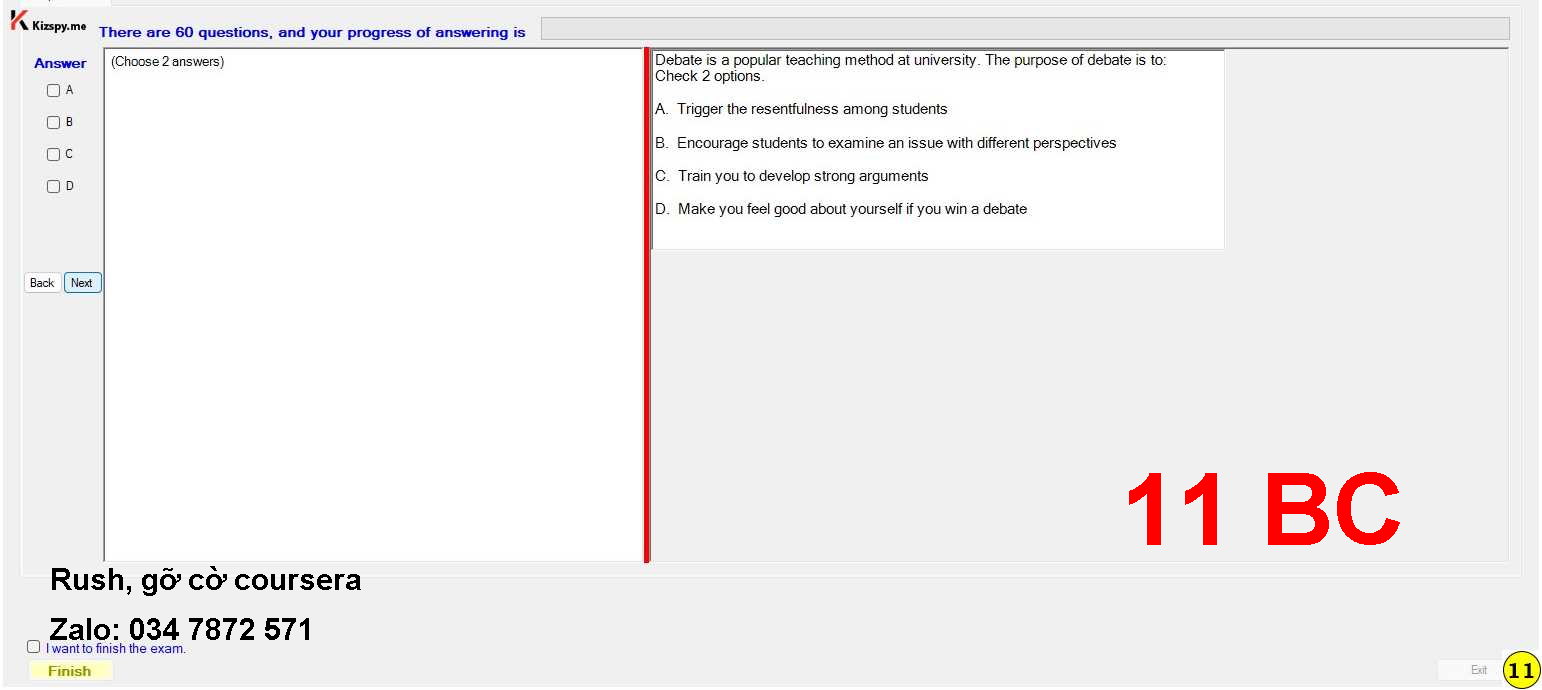 Kizspy.me
There are 60 questions, and your progress of answering is
Answer
A
B
C
D
Back Next
(Choose 2 answers)
Debate is a popular teaching method at university. The purpose of debate is to:
Check 2 options.
A. Trigger the resentfulness among students
B. Encourage students to examine an issue with different perspectives
C. Train you to develop strong arguments
D. Make you feel good about yourself if you win a debate
11 BC
Rush, gỡ cờ coursera
Zalo: 034 7872 571
I want to finish the exam.
Finish
Exit
11